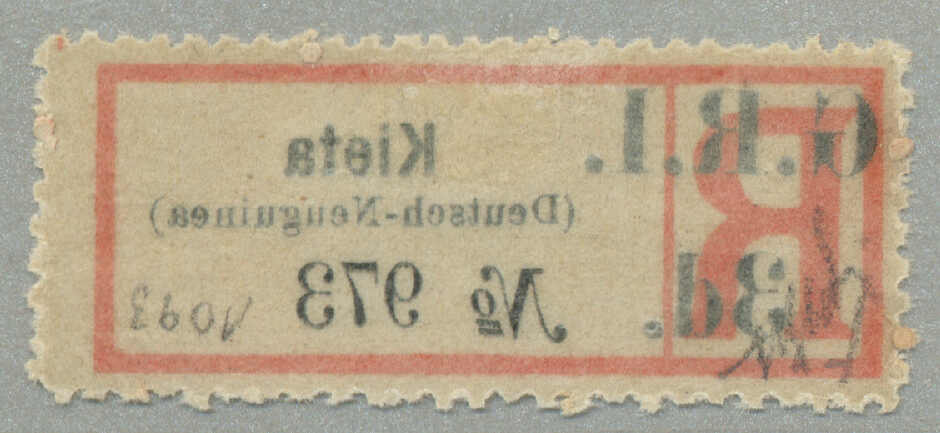 G.R.I.
R
3d.
Kieta
(Deutsch-Neuguinea)
№ 973